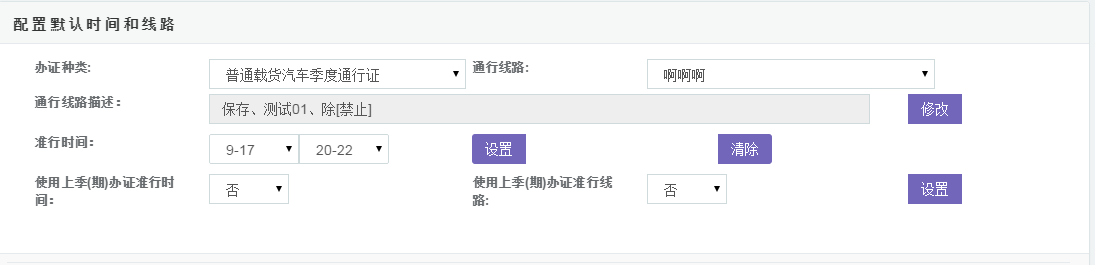 配置默认时间和线路
办证种类: 普通载货汽车季度通行证 通行线路: 啊啊啊
通行线路描述： 保存、测试01、除[禁止] 修改
准行时间： 9-17 20-22 设置 清除
使用上季(期)办证准行时间： 否 使用上季(期)办证准行线路: 否 设置